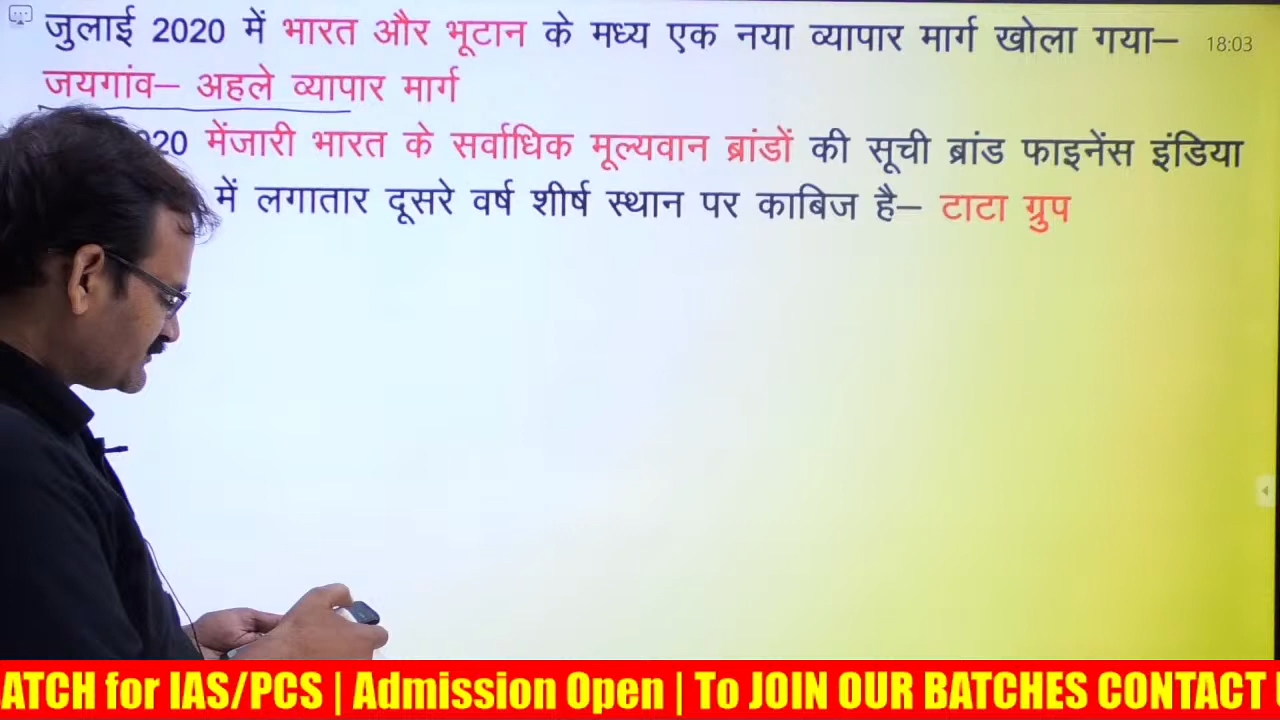 जुलाई 2020 में भारत और भूटान के मध्य एक नया व्यापार मार्ग खोला गया–
18:03
जयगांव– अहले व्यापार मार्ग
2020 मेंजारी भारत के सर्वाधिक मूल्यवान ब्रांडों की सूची ब्रांड फाइनेंस इंडिया
में लगातार दूसरे वर्ष शीर्ष स्थान पर काबिज है– टाटा ग्रुप
ATCH for IAS/PCS | Admission Open | To JOIN OUR BATCHES CONTACT